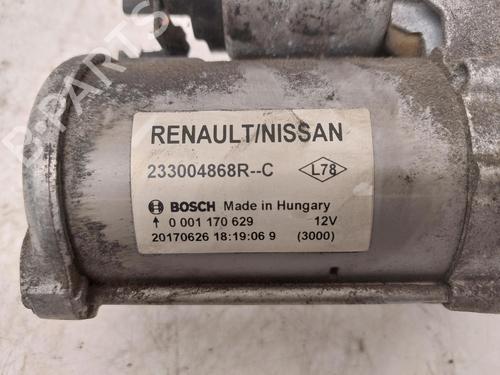 B-PARTS
RENAULT/NISSAN
233004868R--C
L78
BOSCH Made in Hungary
0 001 170 629 12V
20170626 18:19:06 9 (3000)